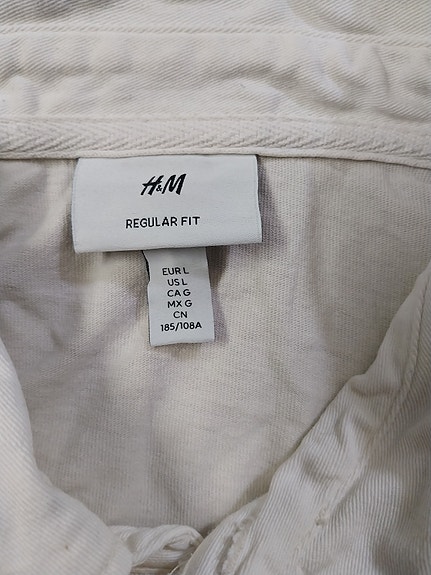 H&M
REGULAR FIT
EUR L
US L
CA G
MX G
CN
185/108A